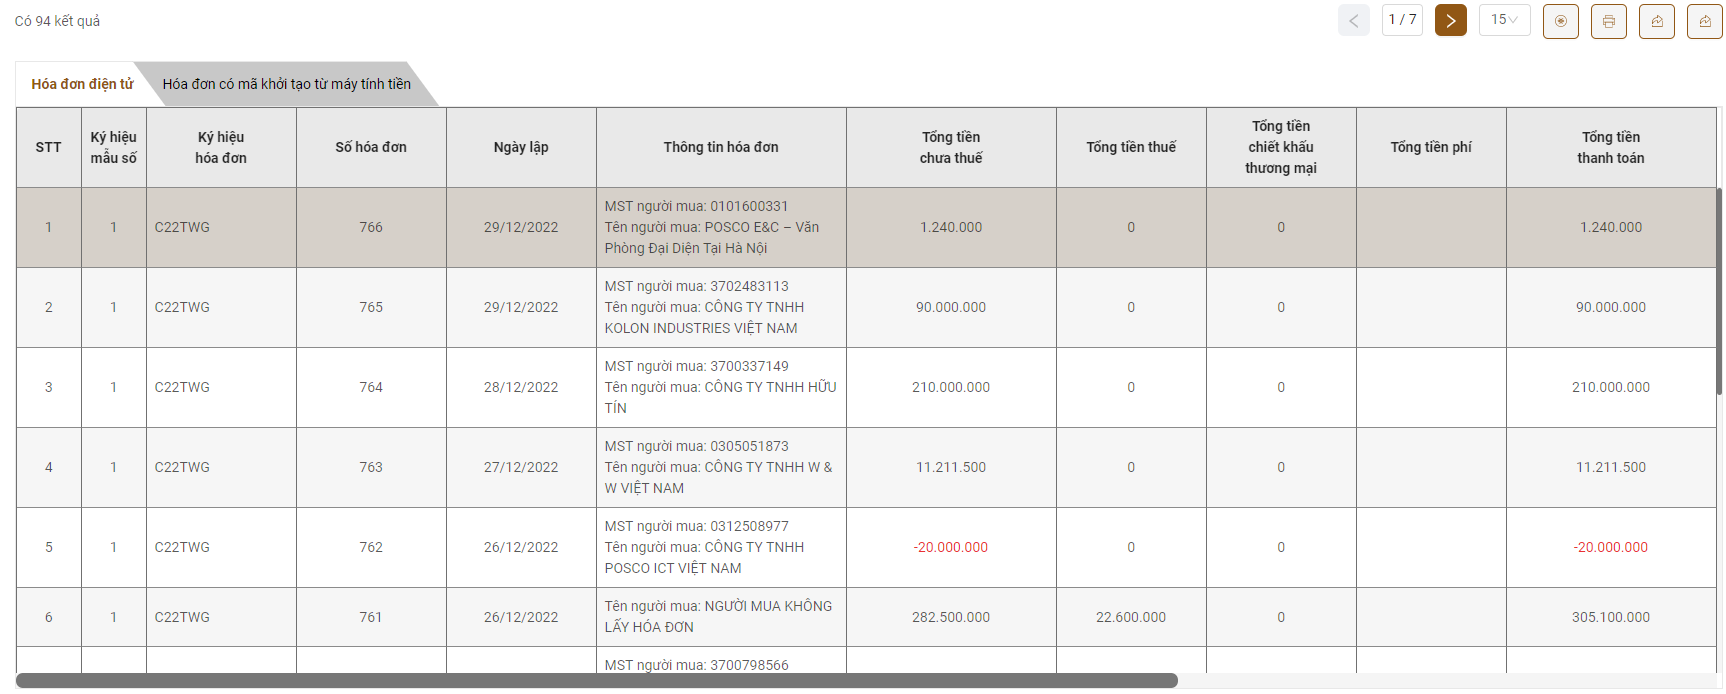 Có 94 kết quả
1 / 7
15
Hóa đơn điện tử
Hóa đơn có mã khởi tạo từ máy tính tiền
STT
Ký hiệu
mẫu số
Ký hiệu
hóa đơn
Số hóa đơn
Ngày lập
Thông tin hóa đơn
Tổng tiền
chưa thuế
Tổng tiền thuế
Tổng tiền
chiết khấu
thương mại
Tổng tiền phí
Tổng tiền
thanh toán
1
1
C22TWG
766
29/12/2022
MST người mua: 0101600331
Tên người mua: POSCO E&C – Văn
Phòng Đại Diện Tại Hà Nội
1.240.000
0
0
1.240.000
2
1
C22TWG
765
29/12/2022
MST người mua: 3702483113
Tên người mua: CÔNG TY TNHH
KOLON INDUSTRIES VIỆT NAM
90.000.000
0
0
90.000.000
3
1
C22TWG
764
28/12/2022
MST người mua: 3700337149
Tên người mua: CÔNG TY TNHH HỮU
TÍN
210.000.000
0
0
210.000.000
4
1
C22TWG
763
27/12/2022
MST người mua: 0305051873
Tên người mua: CÔNG TY TNHH W &
W VIỆT NAM
11.211.500
0
0
11.211.500
5
1
C22TWG
762
26/12/2022
MST người mua: 0312508977
Tên người mua: CÔNG TY TNHH
POSCO ICT VIỆT NAM
-20.000.000
0
0
-20.000.000
6
1
C22TWG
761
26/12/2022
Tên người mua: NGƯỜI MUA KHÔNG
LẤY HÓA ĐƠN
282.500.000
22.600.000
0
305.100.000
MST người mua: 3700798566